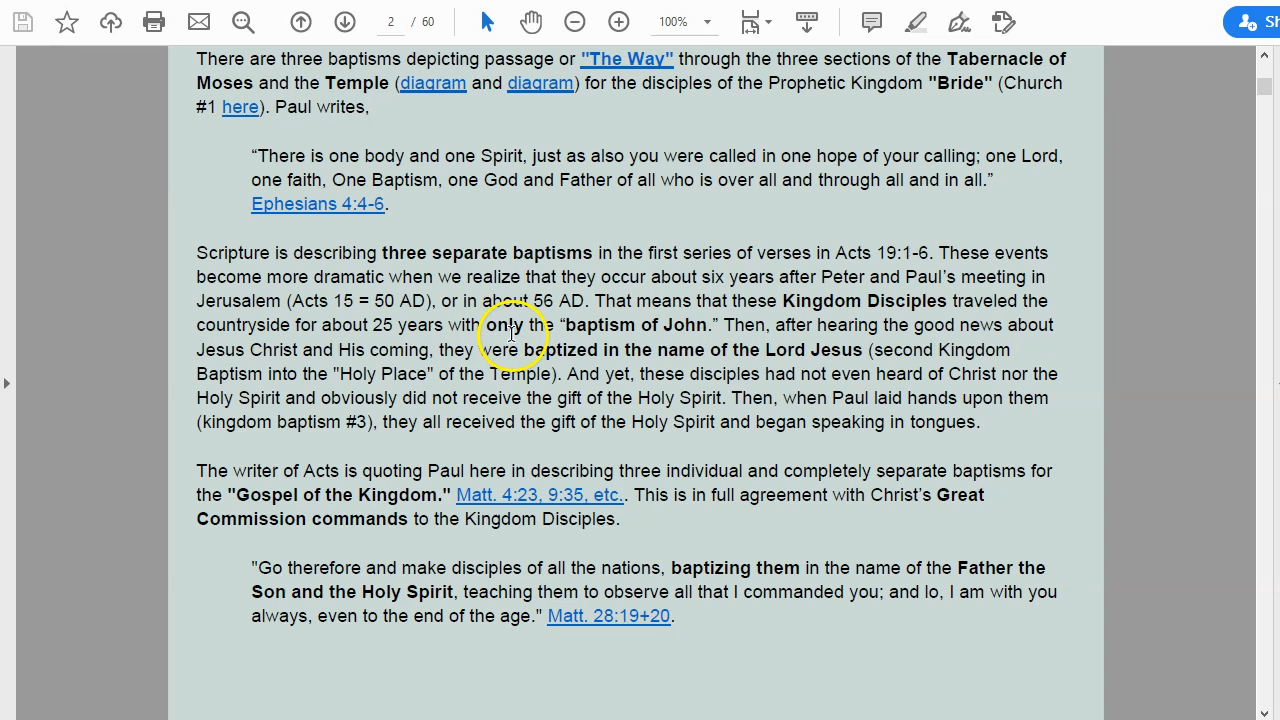 2 / 60
100%
Sh
There are three baptisms depicting passage or "The Way" through the three sections of the Tabernacle of
Moses and the Temple (diagram and diagram) for the disciples of the Prophetic Kingdom "Bride" (Church
#1 here). Paul writes,
“There is one body and one Spirit, just as also you were called in one hope of your calling; one Lord,
one faith, One Baptism, one God and Father of all who is over all and through all and in all.”
Ephesians 4:4-6.
Scripture is describing three separate baptisms in the first series of verses in Acts 19:1-6. These events
become more dramatic when we realize that they occur about six years after Peter and Paul’s meeting in
Jerusalem (Acts 15 = 50 AD), or in about 56 AD. That means that these Kingdom Disciples traveled the
countryside for about 25 years with only the “baptism of John.” Then, after hearing the good news about
Jesus Christ and His coming, they were baptized in the name of the Lord Jesus (second Kingdom
Baptism into the "Holy Place" of the Temple). And yet, these disciples had not even heard of Christ nor the
Holy Spirit and obviously did not receive the gift of the Holy Spirit. Then, when Paul laid hands upon them
(kingdom baptism #3), they all received the gift of the Holy Spirit and began speaking in tongues.
The writer of Acts is quoting Paul here in describing three individual and completely separate baptisms for
the "Gospel of the Kingdom." Matt. 4:23, 9:35, etc.. This is in full agreement with Christ’s Great
Commission commands to the Kingdom Disciples.
"Go therefore and make disciples of all the nations, baptizing them in the name of the Father the
Son and the Holy Spirit, teaching them to observe all that I commanded you; and lo, I am with you
always, even to the end of the age." Matt. 28:19+20.